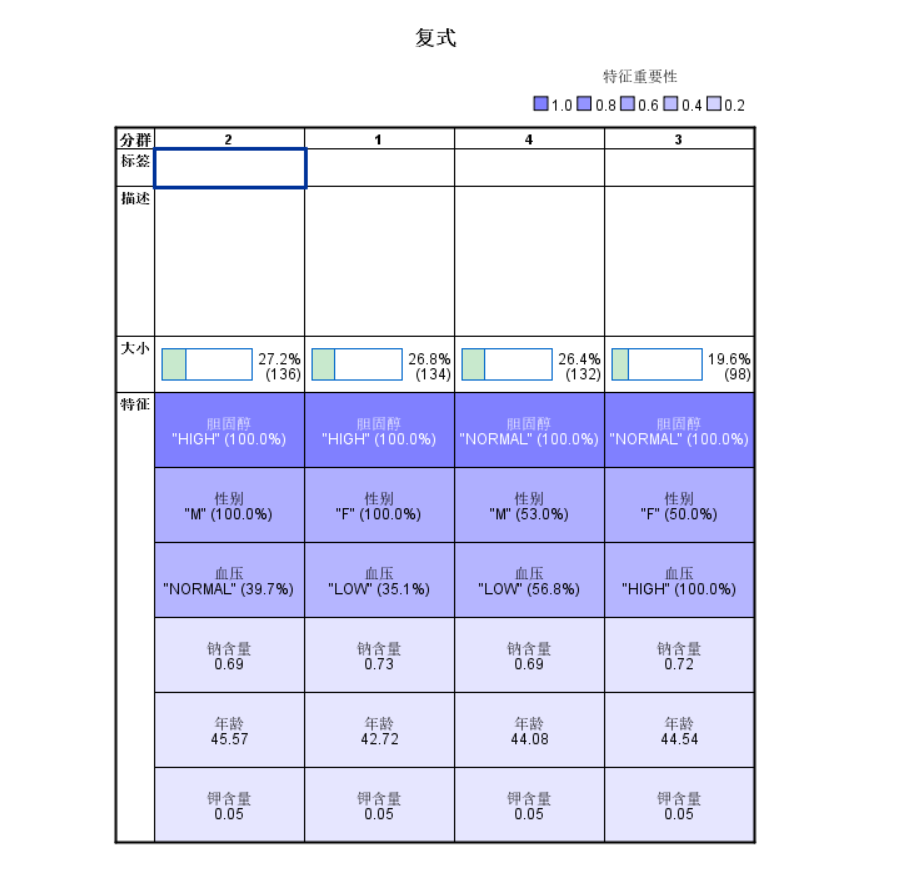 复式
特征重要性
1.0 0.8 0.6 0.4 0.2
分群 2 1 4 3
标签
描述
大小
27.2% 26.8% 26.4% 19.6%
(136) (134) (132) (98)
特征
胆固醇 胆固醇 胆固醇 胆固醇
"HIGH" (100.0%) "HIGH" (100.0%) "NORMAL" (100.0%) "NORMAL" (100.0%)
性别 性别 性别 性别
"M" (100.0%) "F" (100.0%) "M" (53.0%) "F" (50.0%)
血压 血压 血压 血压
"NORMAL" (39.7%) "LOW" (35.1%) "LOW" (56.8%) "HIGH" (100.0%)
钠含量 钠含量 钠含量 钠含量
0.69 0.73 0.69 0.72
年龄 年龄 年龄 年龄
45.57 42.72 44.08 44.54
钾含量 钾含量 钾含量 钾含量
0.05 0.05 0.05 0.05